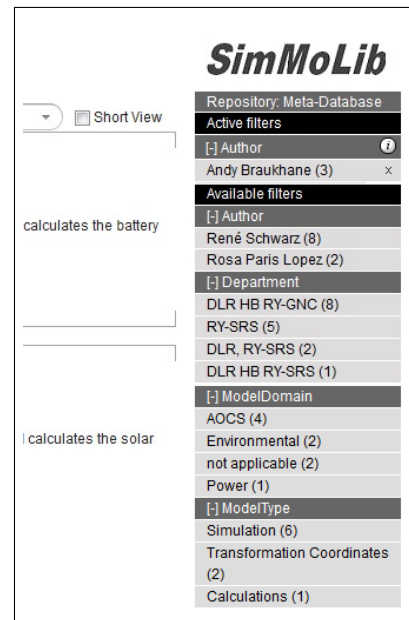 SimMoLib
Short View
calculates the battery
calculates the solar
Repository: Meta-Database
Active filters
[-] Author
i
Andy Braukhane (3) x
Available filters
[-] Author
René Schwarz (8)
Rosa Paris Lopez (2)
[-] Department
DLR HB RY-GNC (8)
RY-SRS (5)
DLR, RY-SRS (2)
DLR HB RY-SRS (1)
[-] ModelDomain
AOCS (4)
Environmental (2)
not applicable (2)
Power (1)
[-] ModelType
Simulation (6)
Transformation Coordinates
(2)
Calculations (1)